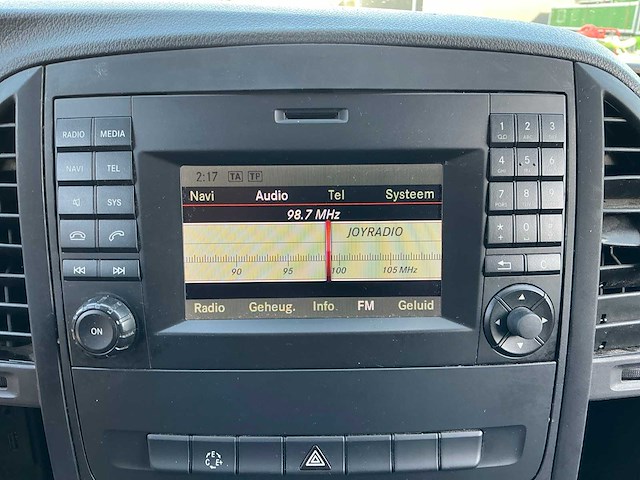 RADIO MEDIA
NAVI TEL
SYS
ON
2:17 TA TP
Navi Audio Tel Systeem
98.7 MHz
JOYRADIO
90 95 100 105 MHz
Radio Geheug. Info FM Geluid
1 2 ABC 3
4 5 6
7 8 9
* 0 #
C
E
C E+